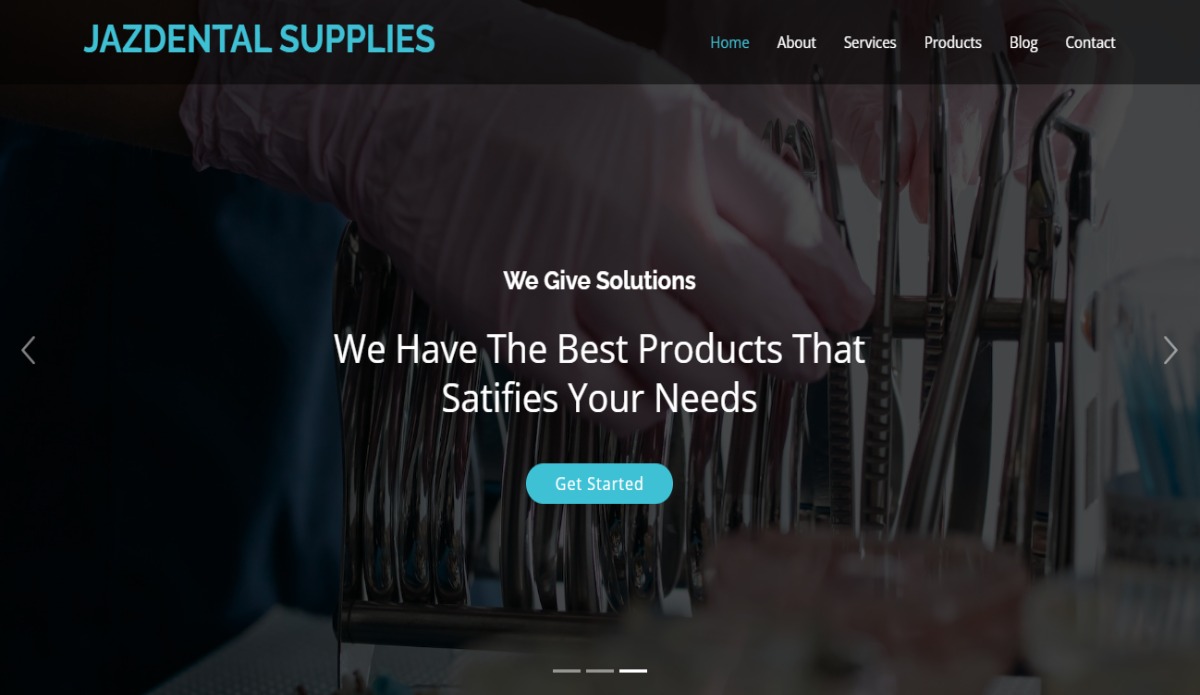 JAZDENTAL SUPPLIES
Home About Services Products Blog Contact
We Give Solutions
We Have The Best Products That
Satifies Your Needs
Get Started